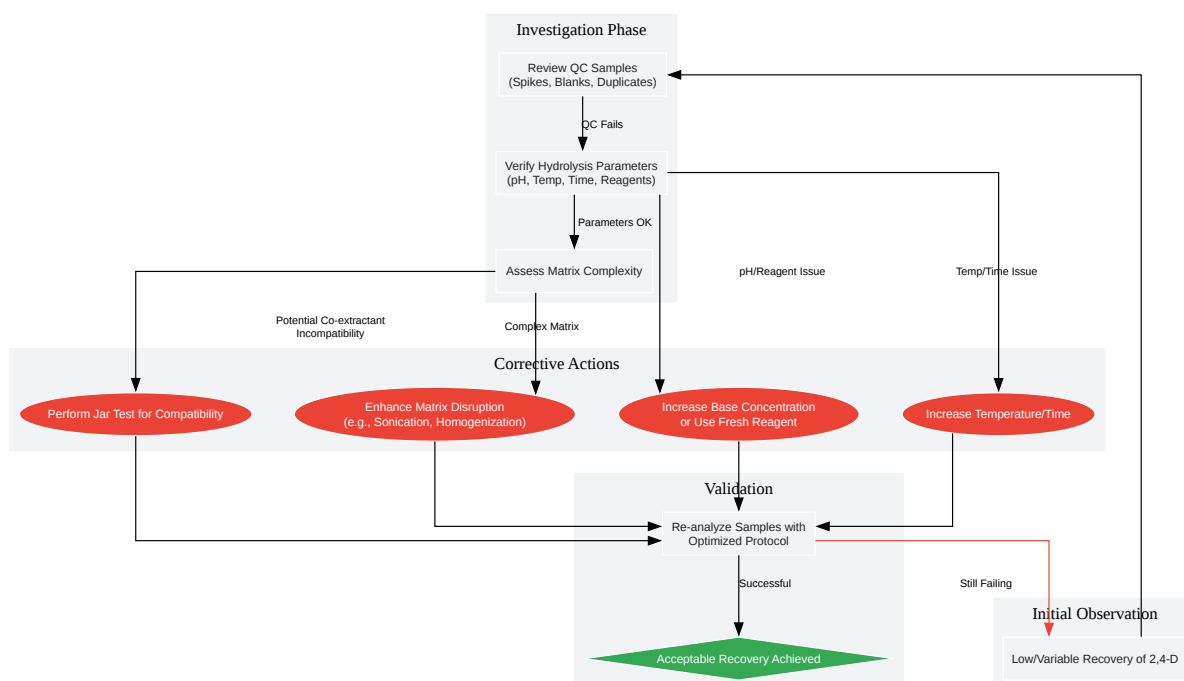 Investigation Phase
Review QC Samples
(Spikes, Blanks, Duplicates)
QC Fails
Verify Hydrolysis Parameters
(pH, Temp, Time, Reagents)
Parameters OK
Assess Matrix Complexity
pH/Reagent Issue
Temp/Time Issue
Potential Co-extractant
Incompatibility
Complex Matrix
Corrective Actions
Perform Jar Test for Compatibility
Enhance Matrix Disruption
(e.g., Sonication, Homogenization)
Increase Base Concentration
or Use Fresh Reagent
Increase Temperature/Time
Validation
Re-analyze Samples with
Optimized Protocol
Successful
Still Failing
Initial Observation
Acceptable Recovery Achieved
Low/Variable Recovery of 2,4-D